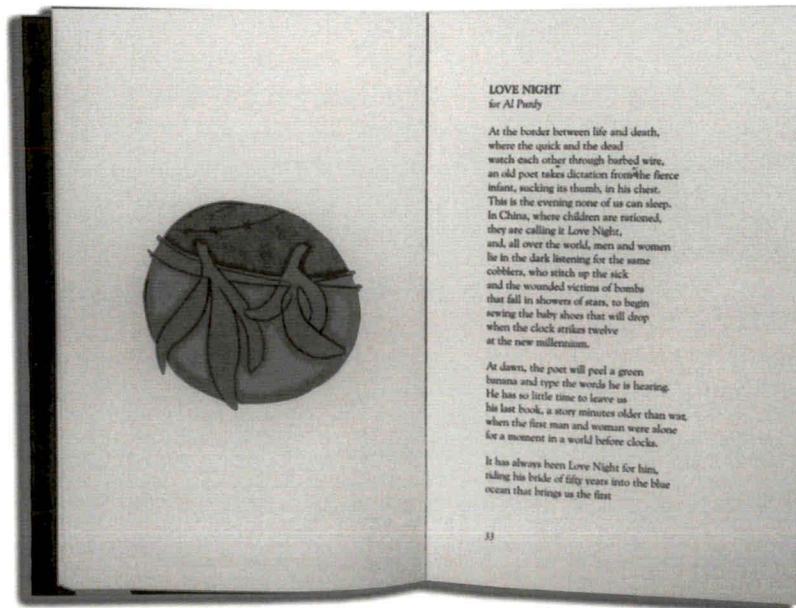 LOVE NIGHT
for Al Purdy
At the border between life and death,
where the quick and the dead
watch each other through barbed wire,
an old poet takes dictation from the fierce
infant, sucking its thumb, in his chest.
This is the evening none of us can sleep.
In China, where children are rationed,
they are calling it Love Night,
and, all over the world, men and women
lie in the dark listening for the same
cobblers, who stitch up the sick
and the wounded victims of bombs
that fall in showers of stars, to begin
sewing the baby shoes that will drop
when the clock strikes twelve
at the new millennium.
At dawn, the poet will peel a green
banana and type the words he is hearing.
He has so little time to leave us
his last book, a story minutes older than war,
when the first man and woman were alone
for a moment in a world before clocks.
It has always been Love Night for him,
riding his bride of fifty years into the blue
ocean that brings us the first
33